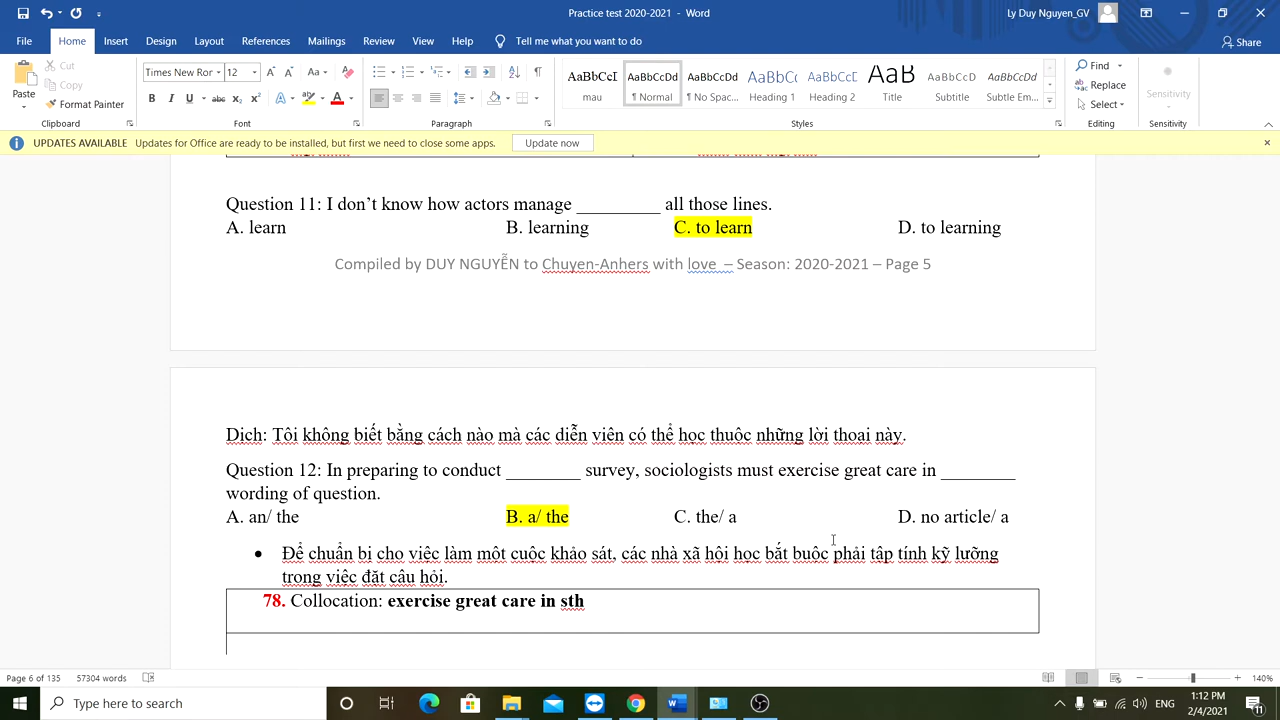 Practice test 2020-2021 - Word
Ly Duy Nguyen_GV
File Home Insert Design Layout References Mailings Review View Help Tell me what you want to do Share
Paste Cut Copy Format Painter
Times New Ror 12
AaBbCcI AaBbCcDd AaBbCcDd AaBbCc AaBbCcD AaB AaBbCcD AaBbCcDd
mau ¶ Normal ¶ No Spac... Heading 1 Heading 2 Title Subtitle Subtle Em...
Find Replace Select
Sensitivity
Clipboard Font Paragraph Styles Editing Sensitivity
UPDATES AVAILABLE Updates for Office are ready to be installed, but first we need to close some apps. Update now
Question 11: I don't know how actors manage _________ all those lines.
A. learn B. learning C. to learn D. to learning
Compiled by DUY NGUYỄN to Chuyen-Anhers with love – Season: 2020-2021 – Page 5
Dịch: Tôi không biết bằng cách nào mà các diễn viên có thể học thuộc những lời thoại này.
Question 12: In preparing to conduct ________ survey, sociologists must exercise great care in ________
wording of question.
A. an/ the B. a/ the C. the/ a D. no article/ a
• Để chuẩn bị cho việc làm một cuộc khảo sát, các nhà xã hội học bắt buộc phải tập tính kỹ lưỡng
trong việc đặt câu hỏi.
78. Collocation: exercise great care in sth
Page 6 of 135 57304 words 140%
Type here to search
ENG
1:12 PM
2/4/2021
11